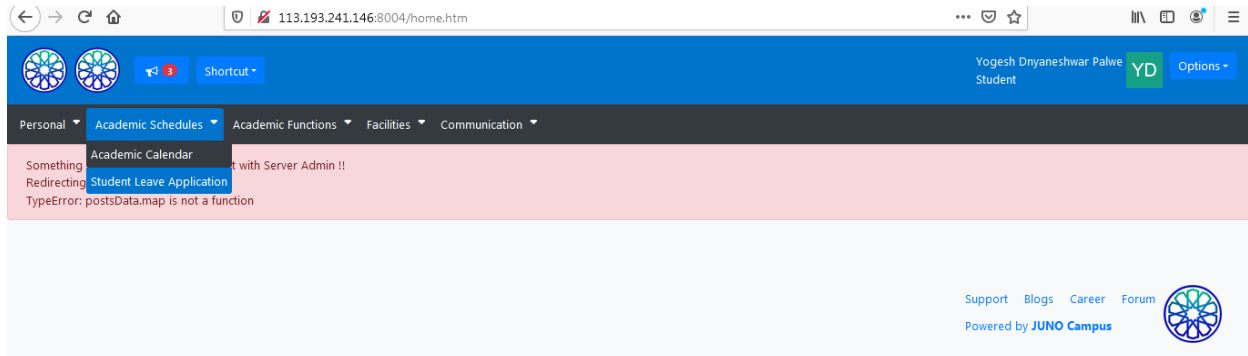 113.193.241.146:8004/home.htm
3 Shortcut
Yogesh Dnyaneshwar Palwe
Student
YD
Options
Personal Academic Schedules Academic Functions Facilities Communication
Academic Calendar
Student Leave Application
Something t with Server Admin !!
Redirecting
TypeError: postsData.map is not a function
Support Blogs Career Forum
Powered by JUNO Campus